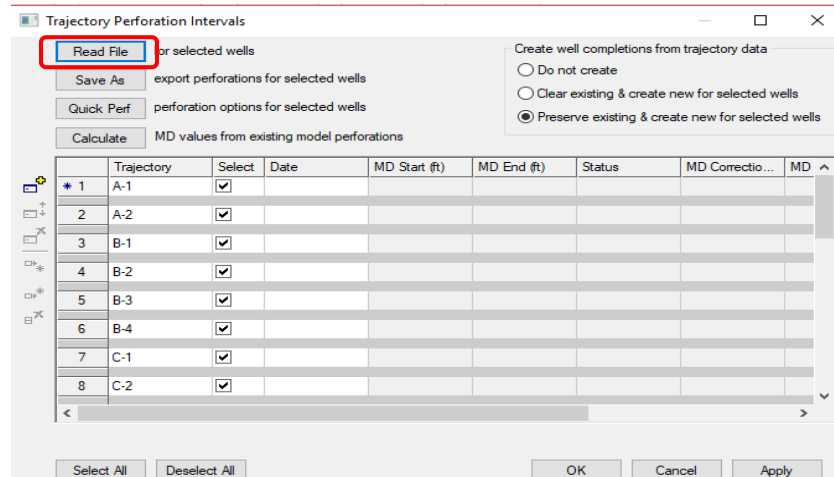 Trajectory Perforation Intervals
Read File for selected wells
Save As export perforations for selected wells
Quick Perf perforation options for selected wells
Calculate MD values from existing model perforations
Create well completions from trajectory data
Do not create
Clear existing & create new for selected wells
Preserve existing & create new for selected wells
Trajectory Select Date MD Start (ft) MD End (ft) Status MD Correctio... MD
* 1 A-1
2 A-2
3 B-1
4 B-2
5 B-3
6 B-4
7 C-1
8 C-2
Select All Deselect All OK Cancel Apply